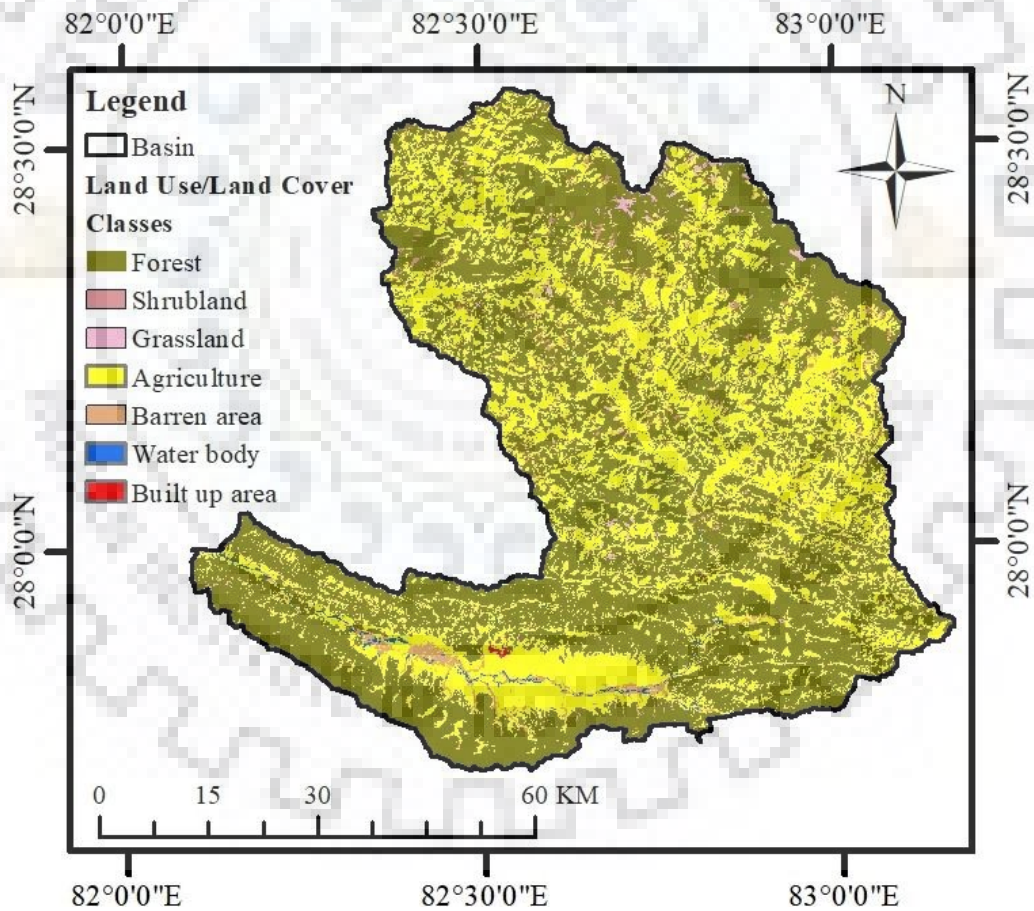 82°0'0"E 82°30'0"E 83°0'0"E
28°30'0"N
28°30'0"N
N
Legend
Basin
Land Use/Land Cover
Classes
Forest
Shrubland
Grassland
Agriculture
Barren area
Water body
Built up area
28°0'0"N
28°0'0"N
0 15 30 60 KM
82°0'0"E 82°30'0"E 83°0'0"E